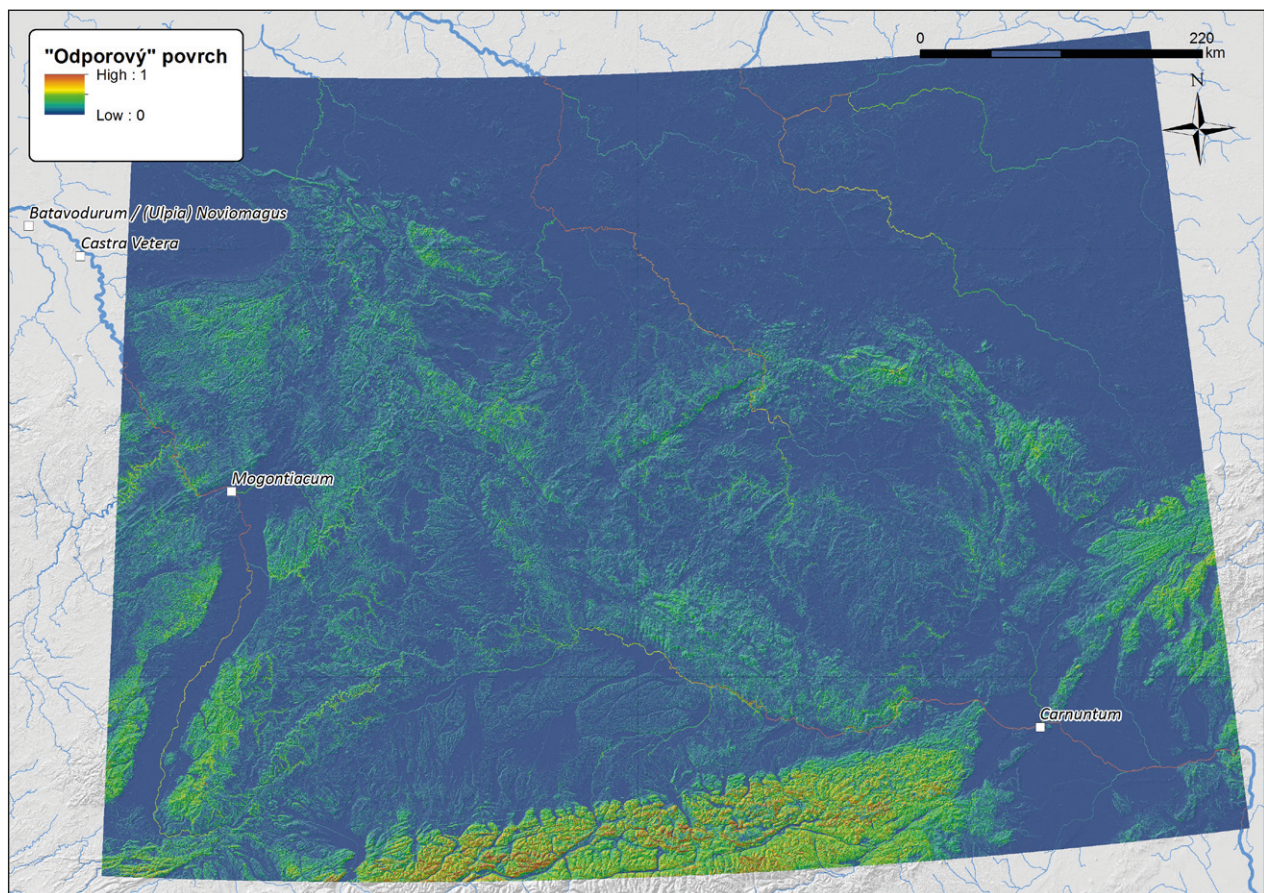 "Odporový" povrch
High : 1
Low : 0
0 220
km
N
Batavodurum / (Ulpia) Noviomagus
Castra Vetera
Mogontiacum
Carnuntum